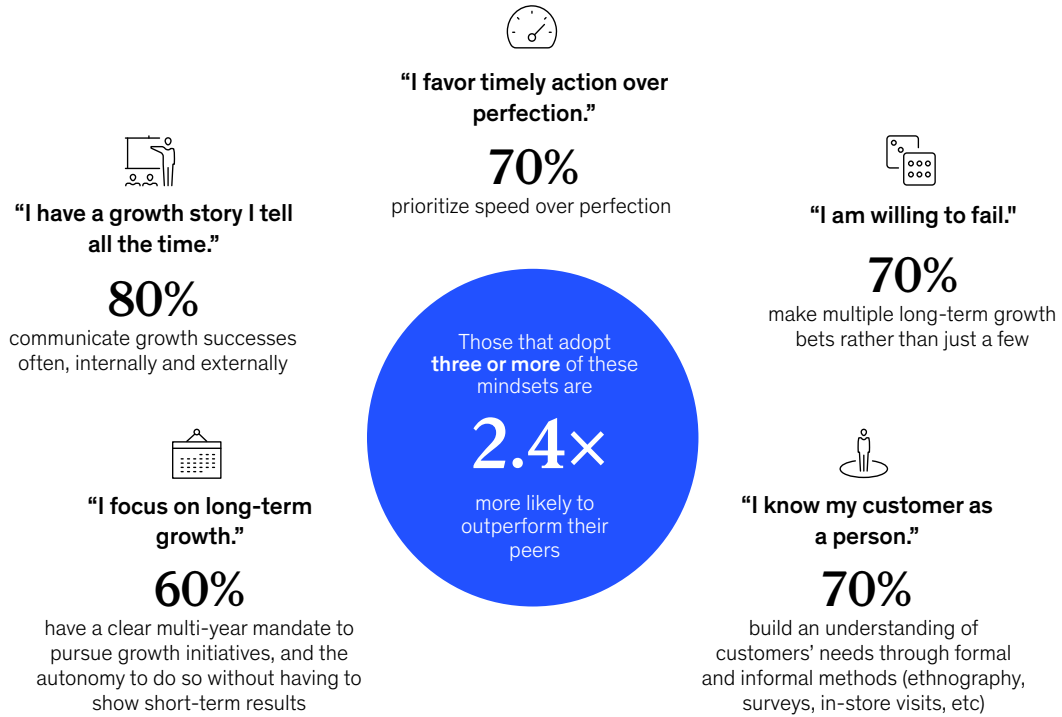 “I favor timely action over
perfection.”
70%
prioritize speed over perfection
“I have a growth story I tell
all the time.”
80%
communicate growth successes
often, internally and externally
“I am willing to fail."
70%
make multiple long-term growth
bets rather than just a few
Those that adopt
three or more of these
mindsets are
2.4×
more likely to
outperform their
peers
“I focus on long-term
growth.”
60%
have a clear multi-year mandate to
pursue growth initiatives, and the
autonomy to do so without having to
show short-term results
“I know my customer as
a person.”
70%
build an understanding of
customers’ needs through formal
and informal methods (ethnography,
surveys, in-store visits, etc)